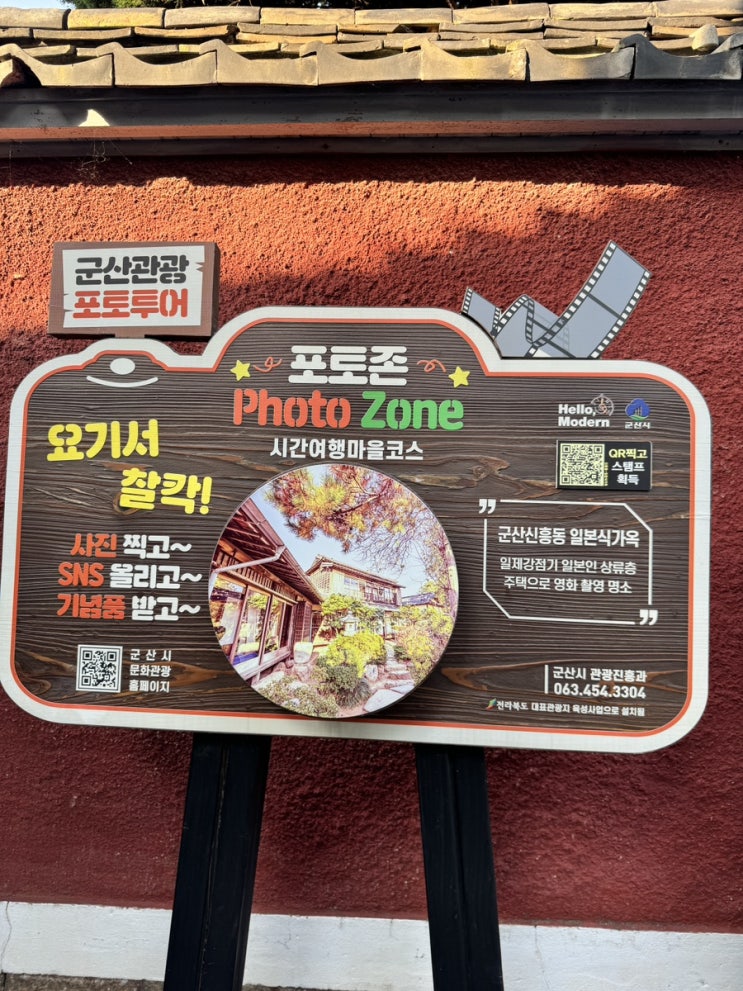 군산관광
포토투어
포토존
Photo Zone
시간여행마을코스
요기서
찰칵!
사진 찍고~
SNS 올리고~
기념품 받고~
군산시
문화관광
홈페이지
Hello,
Modern
군산시
QR찍고
스탬프
획득
군산신흥동 일본식가옥
일제강점기 일본인 상류층
주택으로 영화 촬영 명소
군산시 관광진흥과
063.454.3304
전라북도 대표관광지 육성사업으로 설치됨